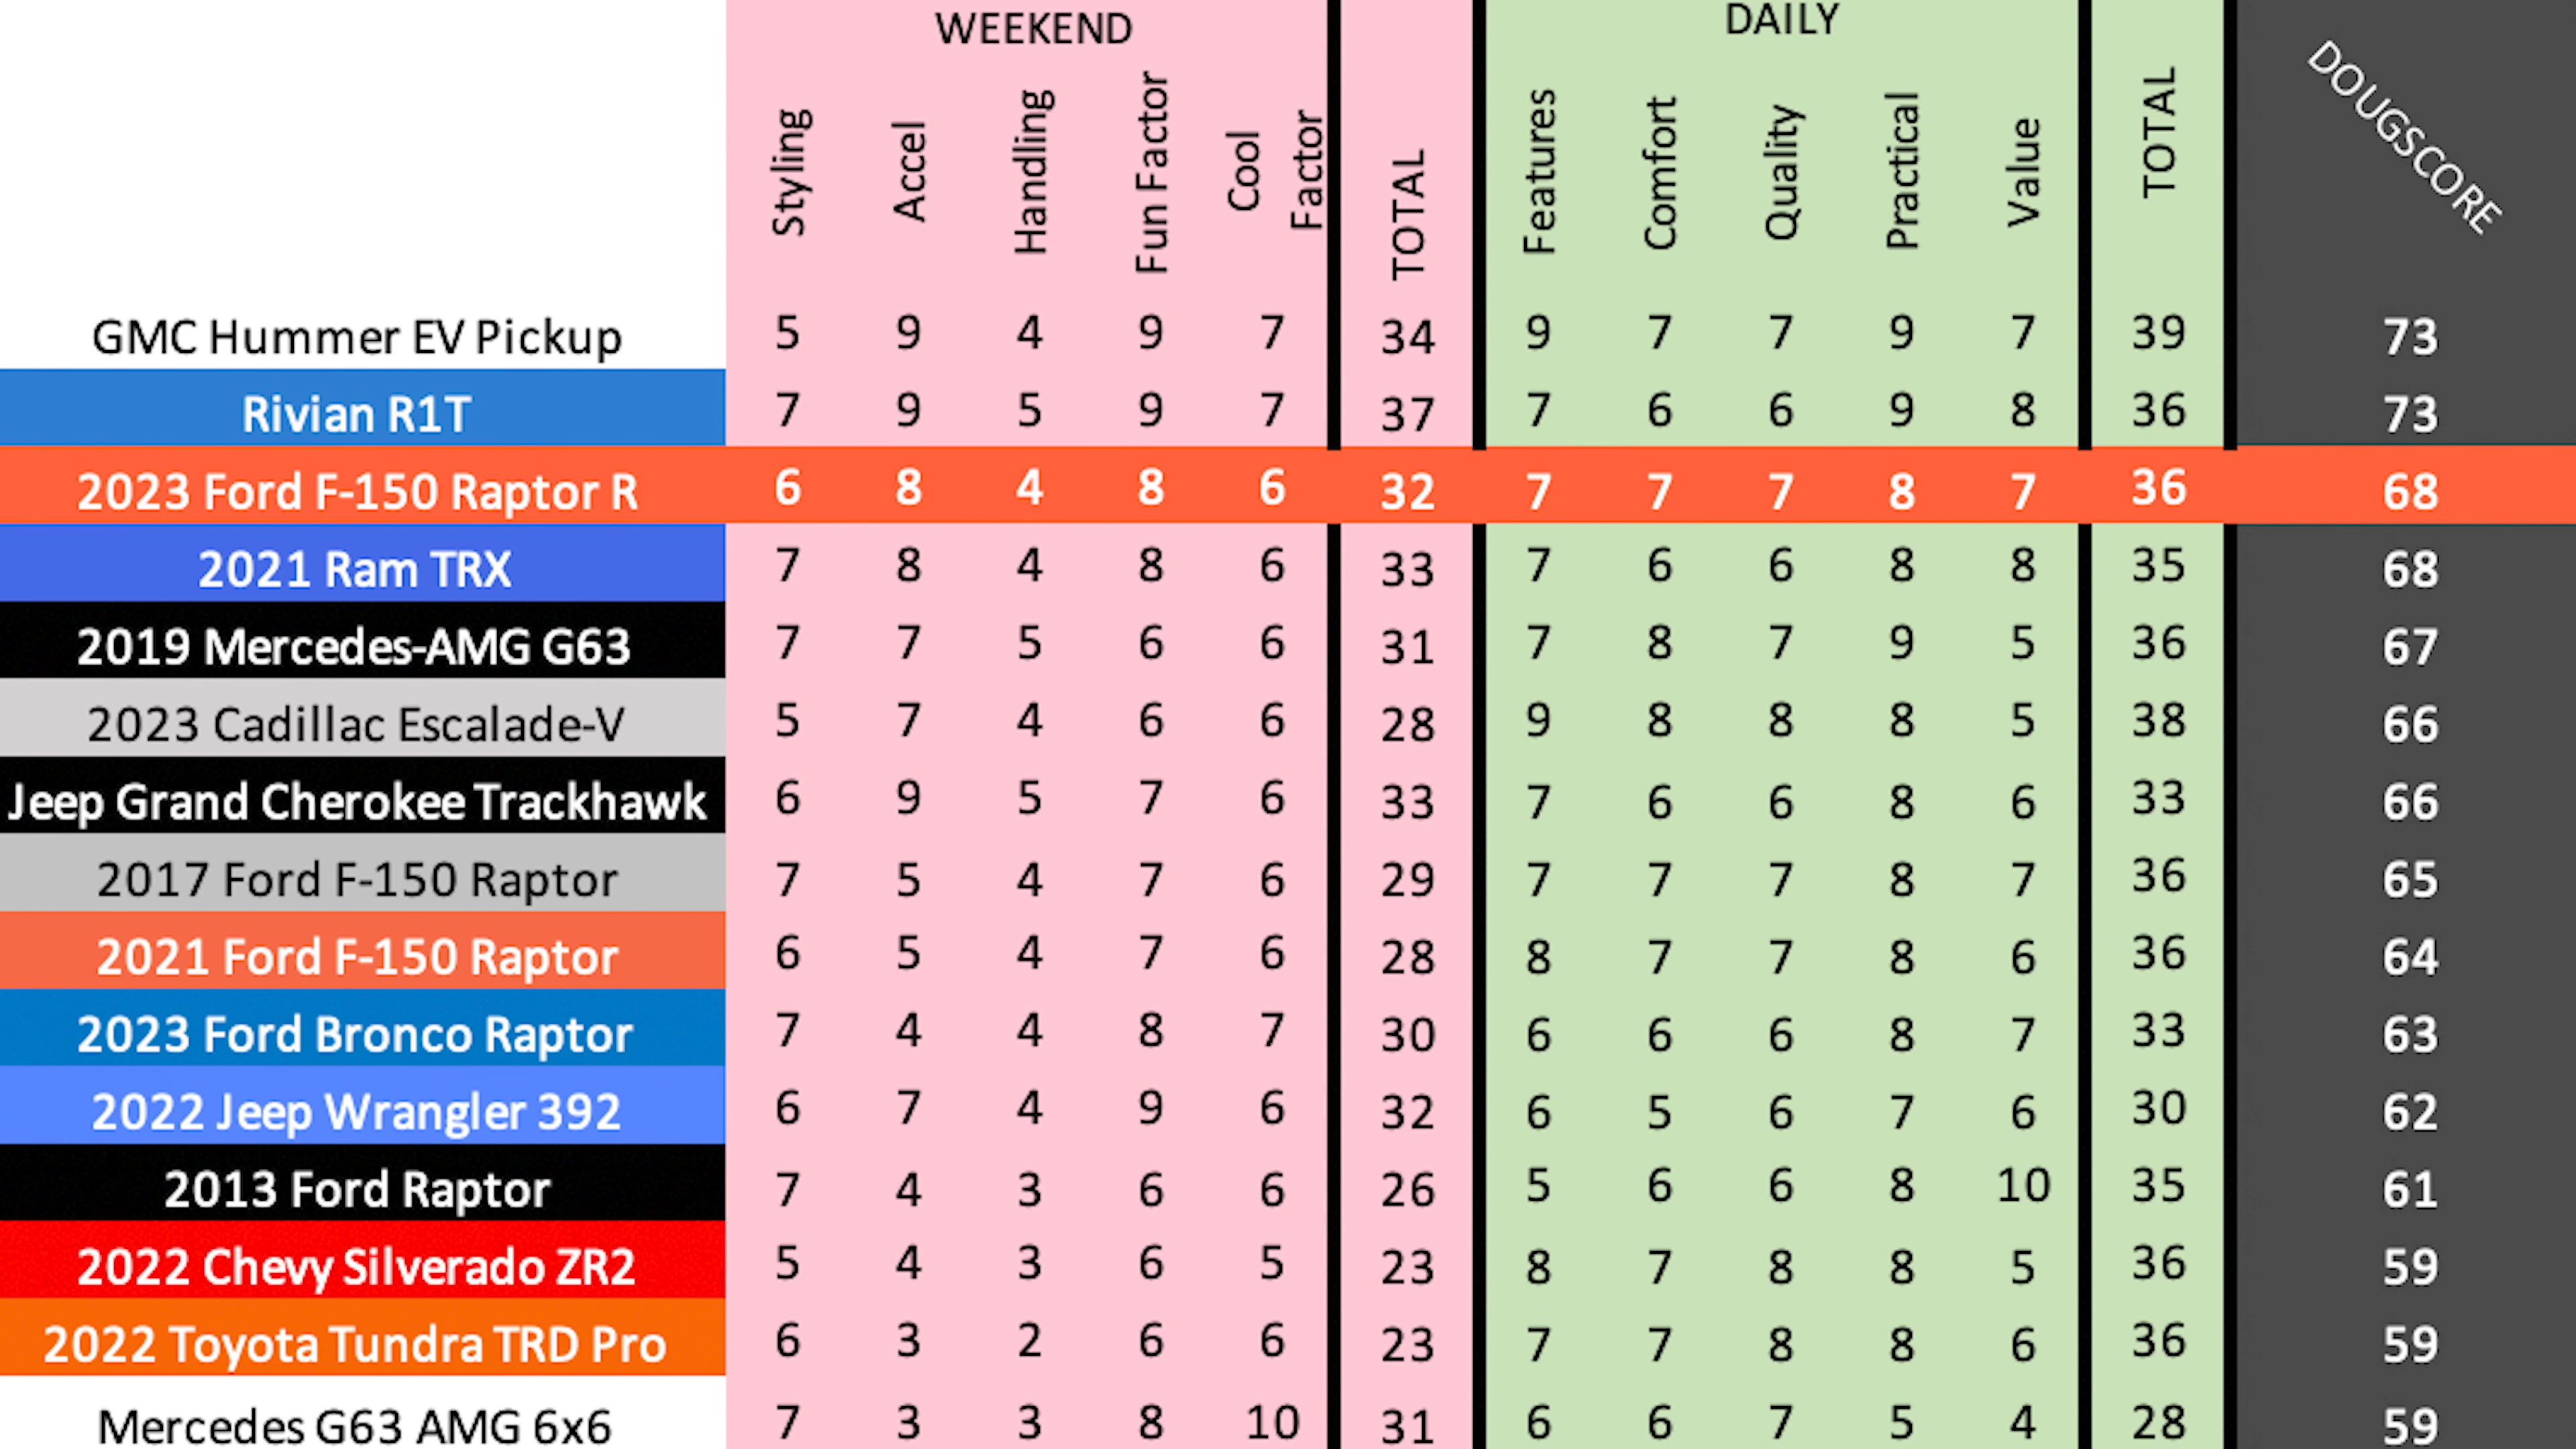 WEEKEND DAILY
Styling Accel Handling Fun Factor Cool Factor TOTAL Features Comfort Quality Practical Value TOTAL DOUGSCORE
GMC Hummer EV Pickup 5 9 4 9 7 34 9 7 7 9 7 39 73
Rivian R1T 7 9 5 9 7 37 7 6 6 9 8 36 73
2023 Ford F-150 Raptor R 6 8 4 8 6 32 7 7 7 8 7 36 68
2021 Ram TRX 7 8 4 8 6 33 7 6 6 8 8 35 68
2019 Mercedes-AMG G63 7 7 5 6 6 31 7 8 7 9 5 36 67
2023 Cadillac Escalade-V 5 7 4 6 6 28 9 8 8 8 5 38 66
Jeep Grand Cherokee Trackhawk 6 9 5 7 6 33 7 6 6 8 6 33 66
2017 Ford F-150 Raptor 7 5 4 7 6 29 7 7 7 8 7 36 65
2021 Ford F-150 Raptor 6 5 4 7 6 28 8 7 7 8 6 36 64
2023 Ford Bronco Raptor 7 4 4 8 7 30 6 6 6 8 7 33 63
2022 Jeep Wrangler 392 6 7 4 9 6 32 6 5 6 7 6 30 62
2013 Ford Raptor 7 4 3 6 6 26 5 6 6 8 10 35 61
2022 Chevy Silverado ZR2 5 4 3 6 5 23 8 7 8 8 5 36 59
2022 Toyota Tundra TRD Pro 6 3 2 6 6 23 7 7 8 8 6 36 59
Mercedes G63 AMG 6x6 7 3 3 8 10 31 6 6 7 5 4 28 59